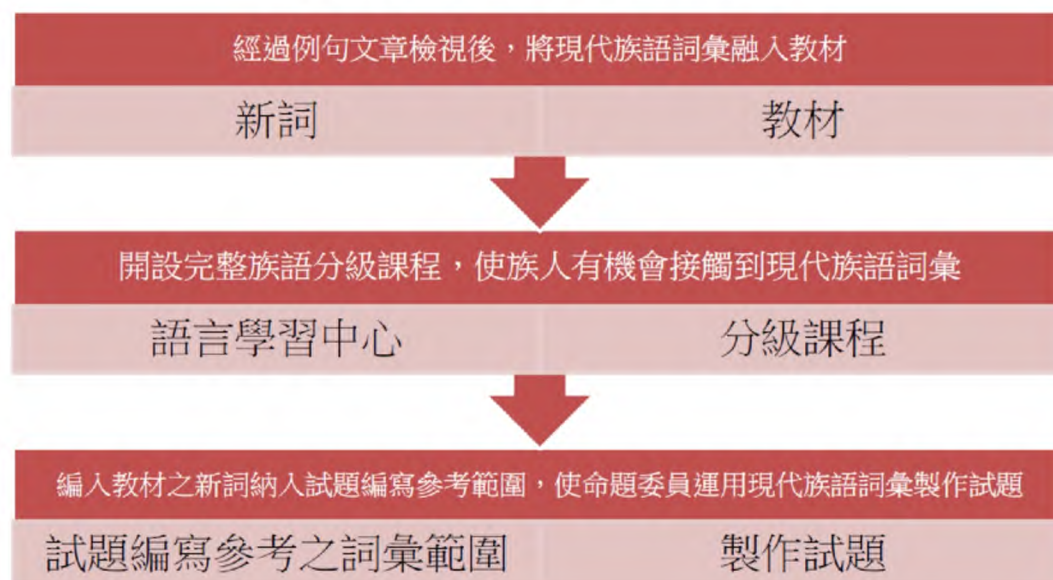 經過例句文章檢視後，將現代族語詞彙融入教材
新詞
教材
開設完整族語分級課程，使族人有機會接觸到現代族語詞彙
語言學習中心
分級課程
編入教材之新詞納入試題編寫參考範圍，使命題委員運用現代族語詞彙製作試題
試題編寫參考之詞彙範圍
製作試題